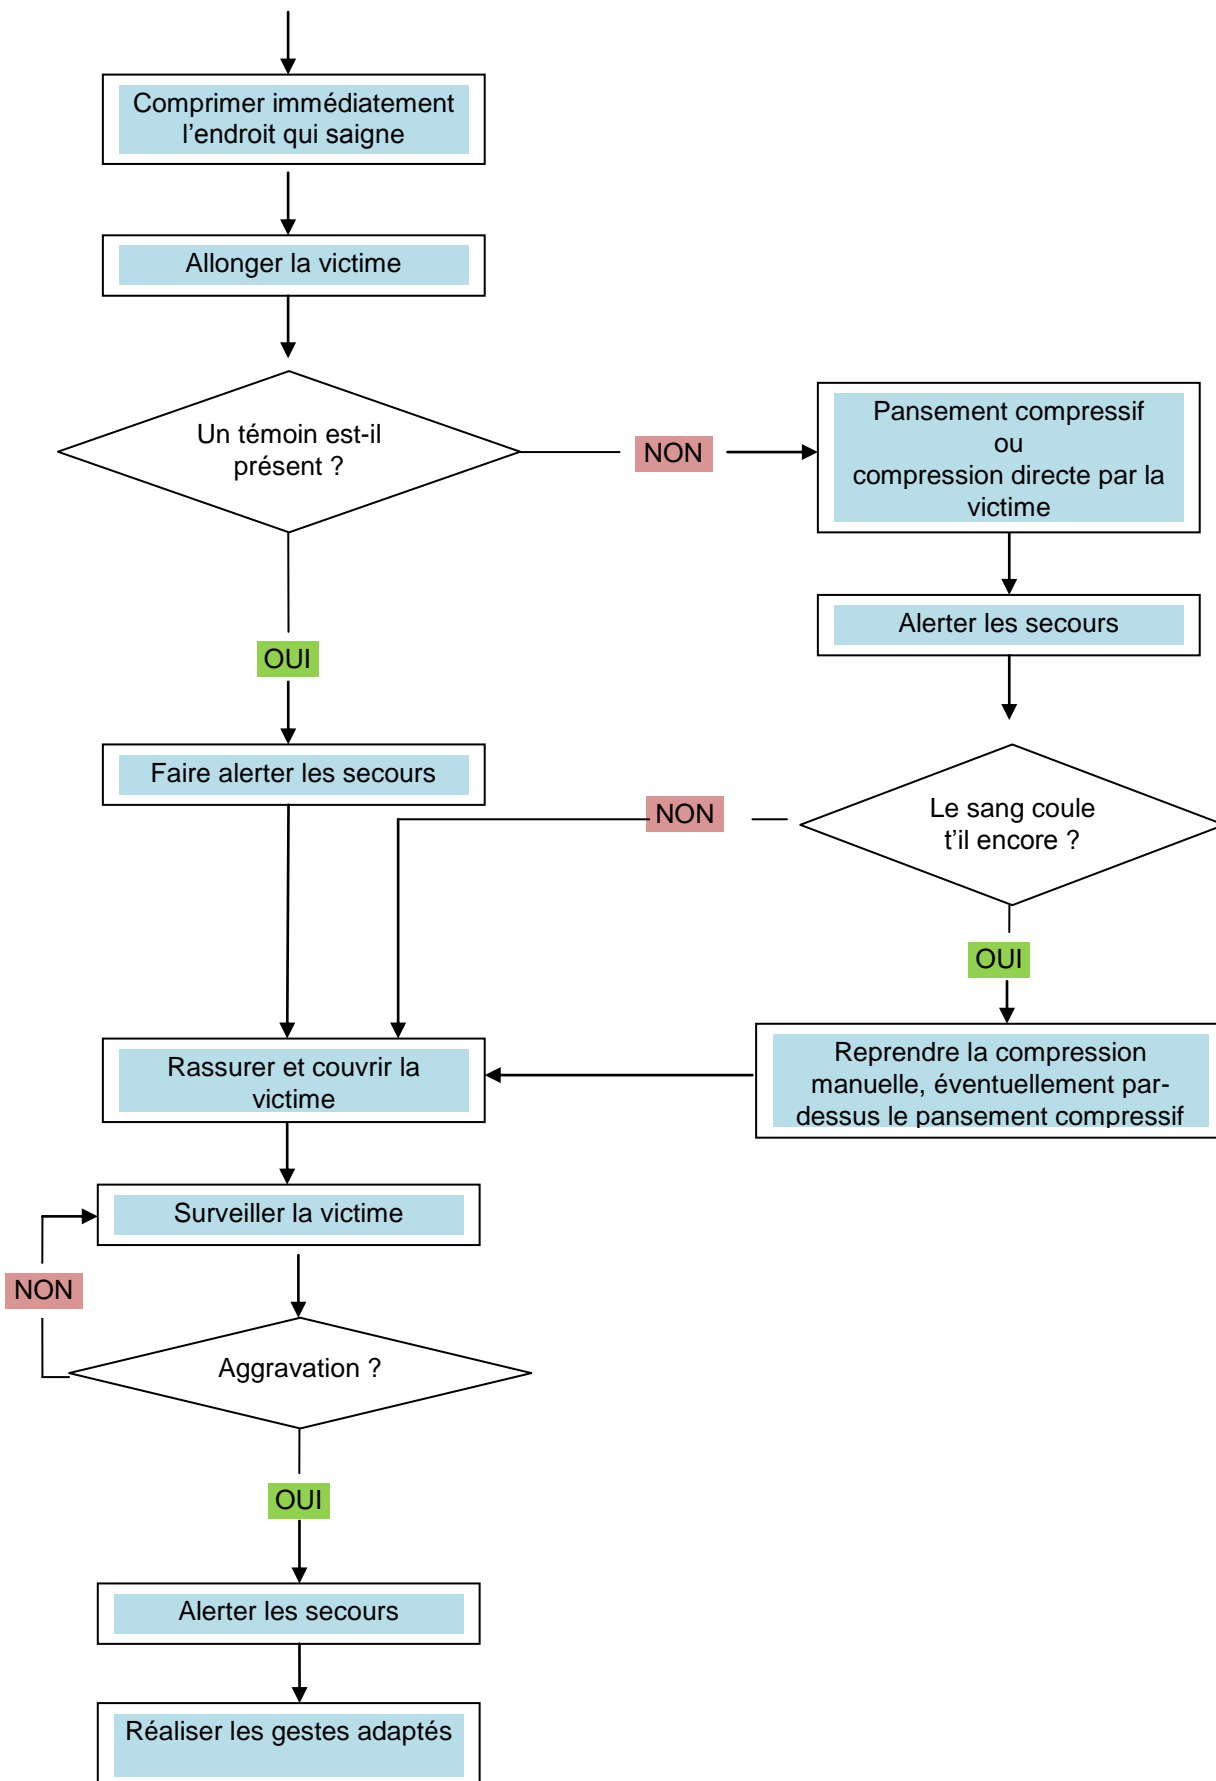 Comprimer immédiatement
l'endroit qui saigne
Allonger la victime
Un témoin est-il
présent ?
NON
Pansement compressif
ou
compression directe par la
victime
Alerter les secours
OUI
Faire alerter les secours
NON
Le sang coule
t'il encore ?
OUI
Rassurer et couvrir la
victime
Reprendre la compression
manuelle, éventuellement par-
dessus le pansement compressif
Surveiller la victime
NON
Aggravation ?
OUI
Alerter les secours
Réaliser les gestes adaptés